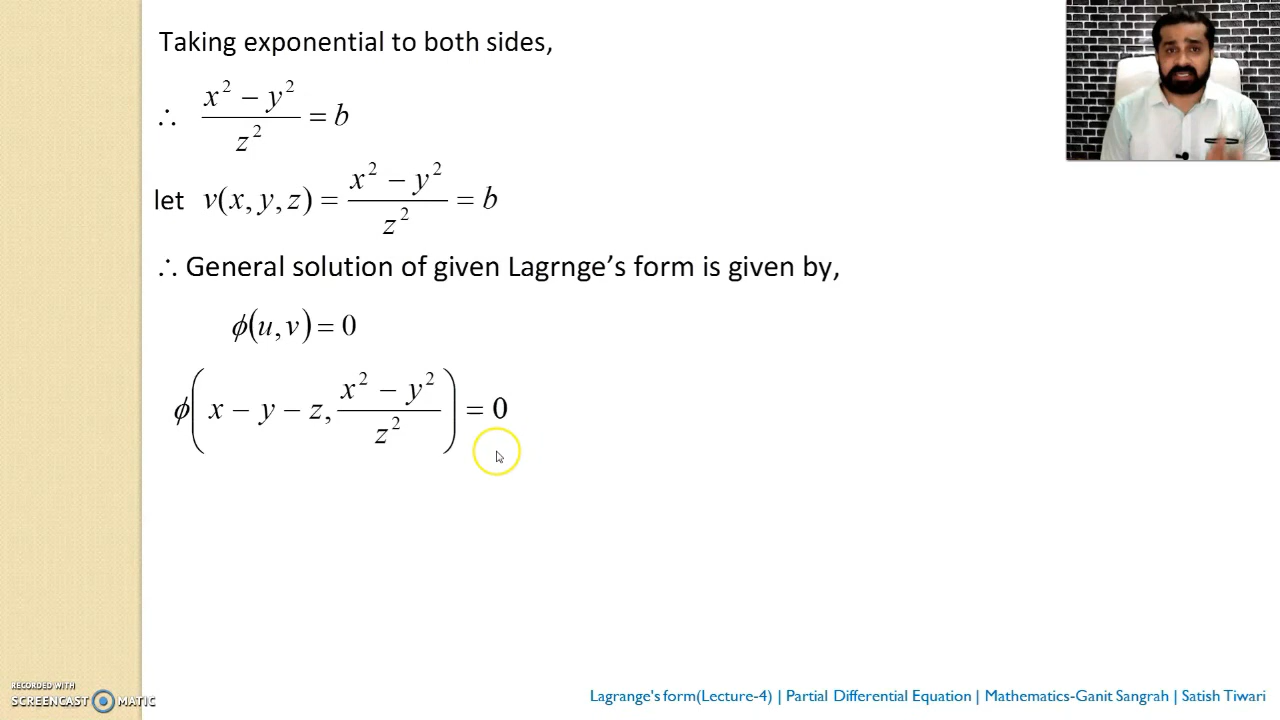 Taking exponential to both sides,
∴ (x² − y²)/z² = b
let v(x, y, z) = (x² − y²)/z² = b
∴ General solution of given Lagrnge’s form is given by,
ϕ(u, v) = 0
ϕ(x − y − z, (x² − y²)/z²) = 0
RECORDED WITH
SCREENCAST MATIC
Lagrange's form(Lecture-4) | Partial Differential Equation | Mathematics-Ganit Sangrah | Satish Tiwari